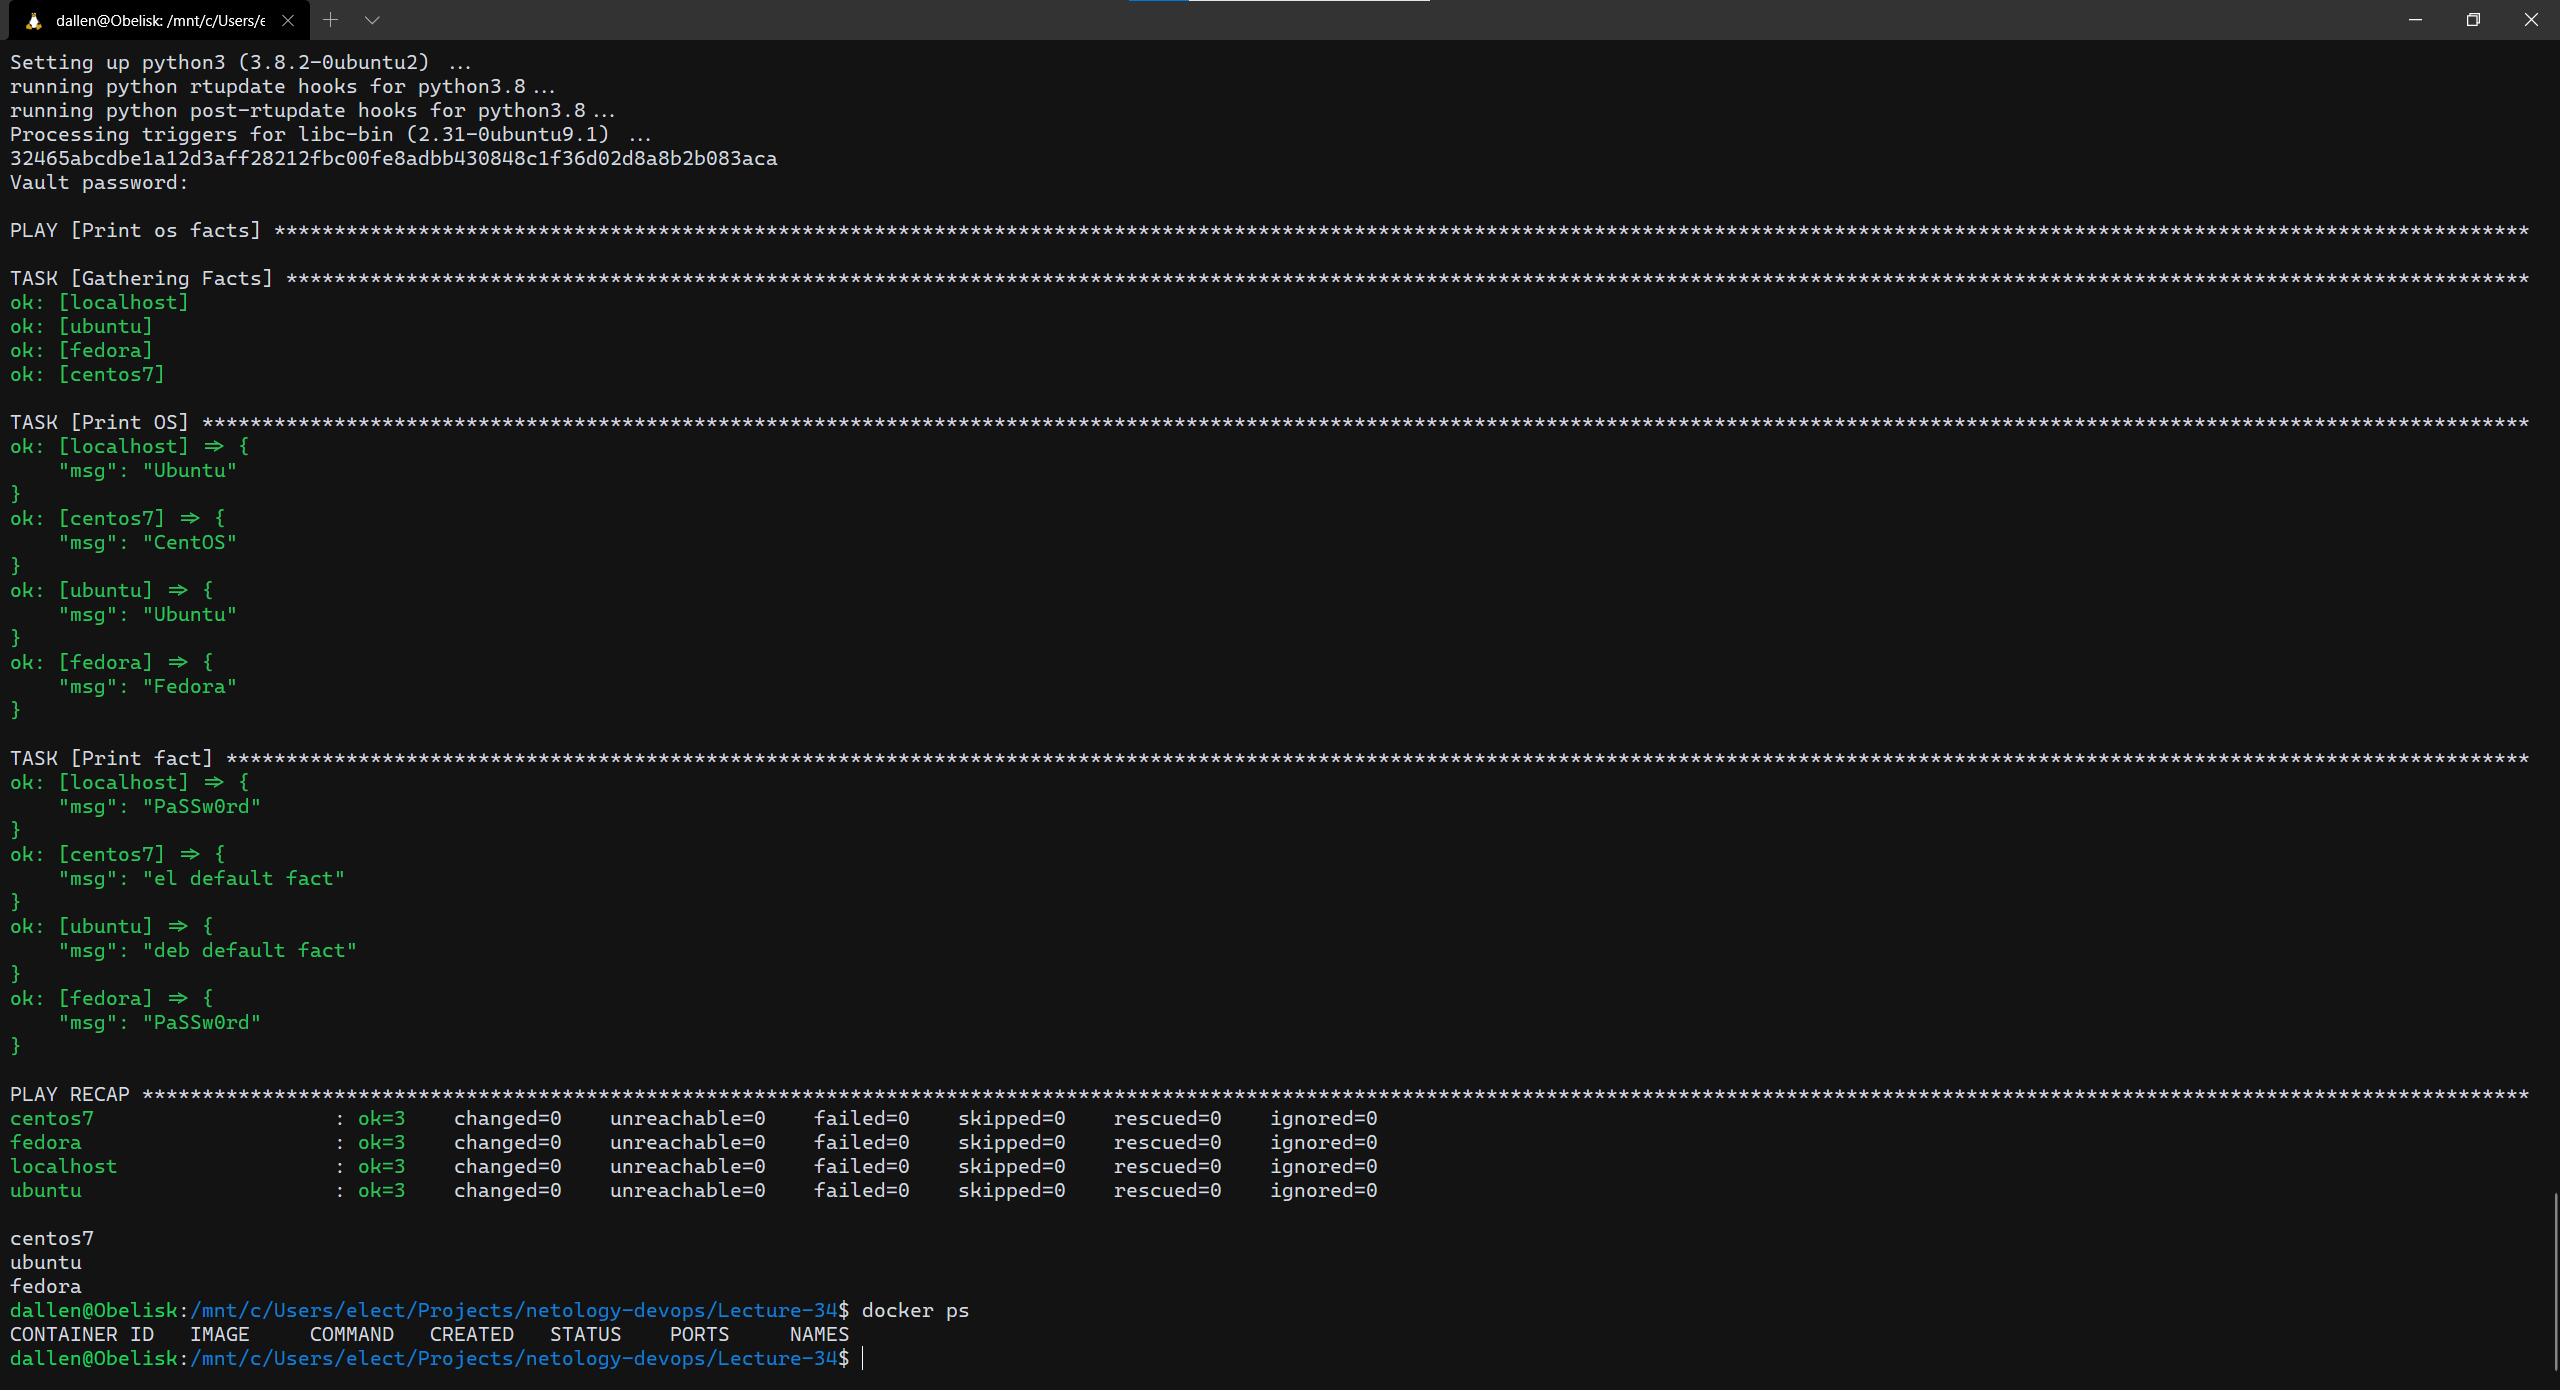 dallen@Obelisk: /mnt/c/Users/e
Setting up python3 (3.8.2-0ubuntu2) ...
running python rtupdate hooks for python3.8...
running python post-rtupdate hooks for python3.8...
Processing triggers for libc-bin (2.31-0ubuntu9.1) ...
32465abcdbe1a12d3aff28212fbc00fe8adbb430848c1f36d02d8a8b2b083aca
Vault password:
PLAY [Print os facts] ********************************************************************************************************************************************************************************************
TASK [Gathering Facts] *******************************************************************************************************************************************************************************************
ok: [localhost]
ok: [ubuntu]
ok: [fedora]
ok: [centos7]
TASK [Print OS] **************************************************************************************************************************************************************************************************
ok: [localhost] => {
"msg": "Ubuntu"
}
ok: [centos7] => {
"msg": "CentOS"
}
ok: [ubuntu] => {
"msg": "Ubuntu"
}
ok: [fedora] => {
"msg": "Fedora"
}
TASK [Print fact] ************************************************************************************************************************************************************************************************
ok: [localhost] => {
"msg": "PaSSw0rd"
}
ok: [centos7] => {
"msg": "el default fact"
}
ok: [ubuntu] => {
"msg": "deb default fact"
}
ok: [fedora] => {
"msg": "PaSSw0rd"
}
PLAY RECAP *******************************************************************************************************************************************************************************************************
centos7 : ok=3 changed=0 unreachable=0 failed=0 skipped=0 rescued=0 ignored=0
fedora : ok=3 changed=0 unreachable=0 failed=0 skipped=0 rescued=0 ignored=0
localhost : ok=3 changed=0 unreachable=0 failed=0 skipped=0 rescued=0 ignored=0
ubuntu : ok=3 changed=0 unreachable=0 failed=0 skipped=0 rescued=0 ignored=0
centos7
ubuntu
fedora
dallen@Obelisk:/mnt/c/Users/elect/Projects/netology-devops/Lecture-34$ docker ps
CONTAINER ID IMAGE COMMAND CREATED STATUS PORTS NAMES
dallen@Obelisk:/mnt/c/Users/elect/Projects/netology-devops/Lecture-34$